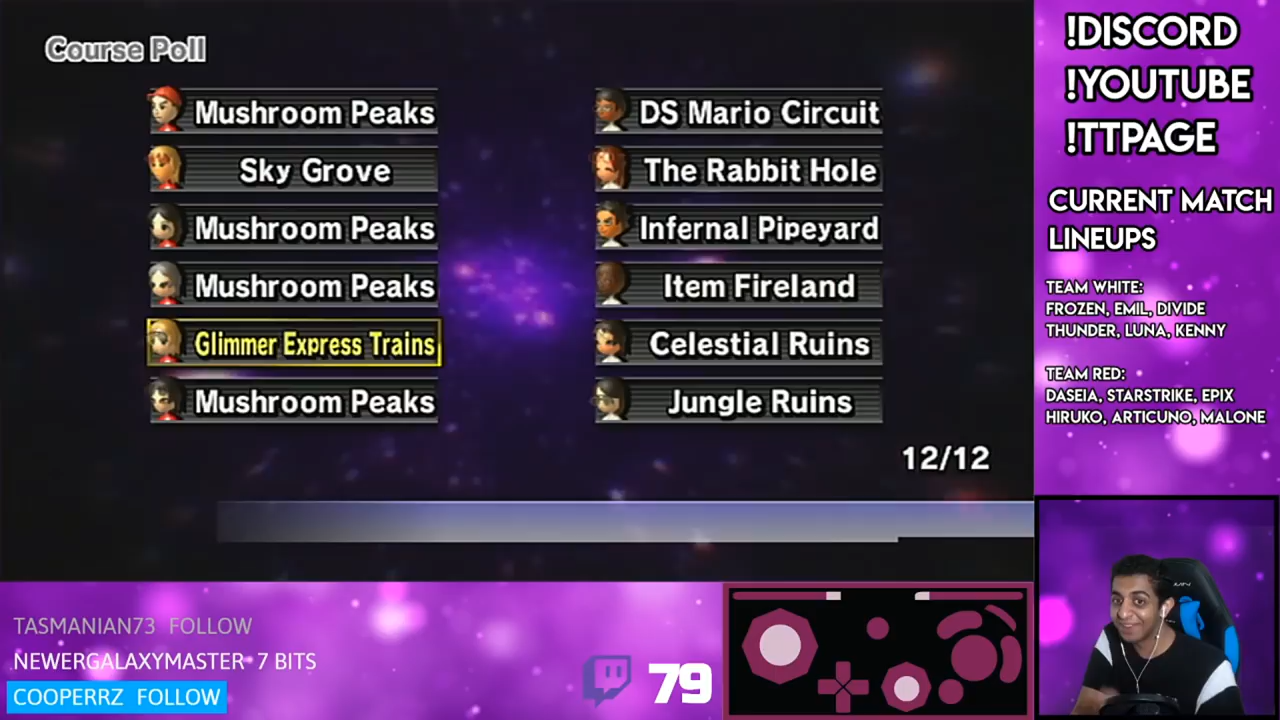 Course Poll
Mushroom Peaks
Sky Grove
Mushroom Peaks
Mushroom Peaks
Glimmer Express Trains
Mushroom Peaks
DS Mario Circuit
The Rabbit Hole
Infernal Pipeyard
Item Fireland
Celestial Ruins
Jungle Ruins
12/12
!DISCORD
!YOUTUBE
!TTPAGE
CURRENT MATCH
LINEUPS
TEAM WHITE:
FROZEN, EMIL, DIVIDE
THUNDER, LUNA, KENNY
TEAM RED:
DASEIA, STARSTRIKE, EPIX
HIRUKO, ARTICUNO, MALONE
TASMANIAN73 FOLLOW
NEWERGALAXYMASTER 7 BITS
COOPERRZ FOLLOW
79